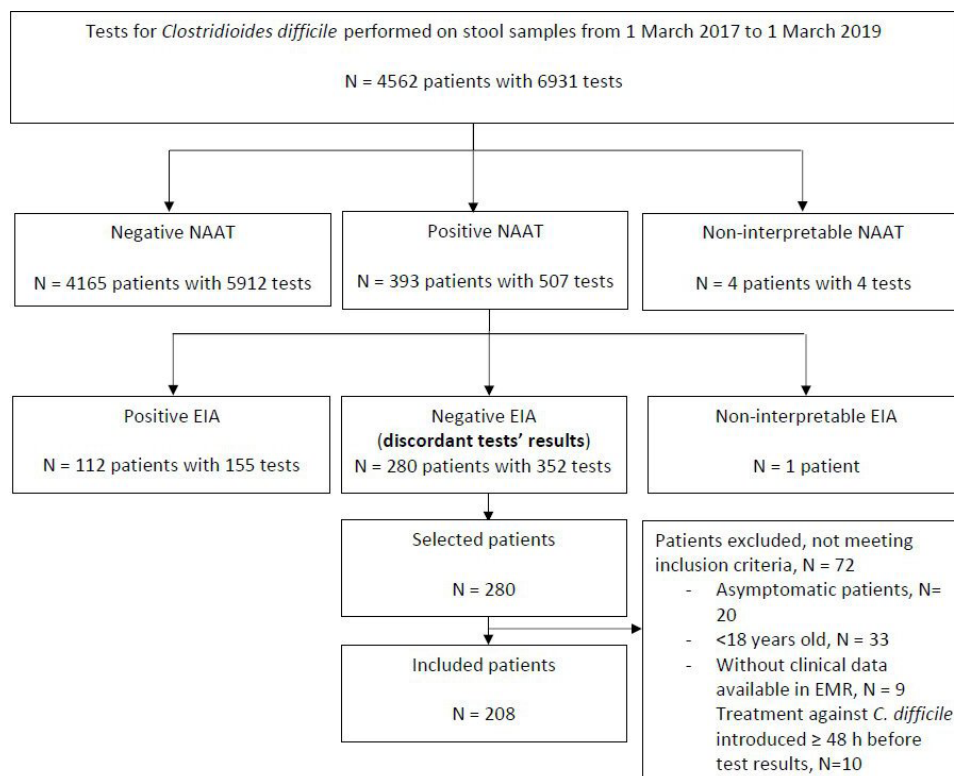 Tests for Clostridioides difficile performed on stool samples from 1 March 2017 to 1 March 2019
N = 4562 patients with 6931 tests
Negative NAAT
N = 4165 patients with 5912 tests
Positive NAAT
N = 393 patients with 507 tests
Non-interpretable NAAT
N = 4 patients with 4 tests
Positive EIA
N = 112 patients with 155 tests
Negative EIA
(discordant tests’ results)
N = 280 patients with 352 tests
Non-interpretable EIA
N = 1 patient
Selected patients
N = 280
Patients excluded, not meeting
inclusion criteria, N = 72
- Asymptomatic patients, N=
20
- <18 years old, N = 33
- Without clinical data
available in EMR, N = 9
Treatment against C. difficile
introduced ≥ 48 h before
test results, N=10
Included patients
N = 208